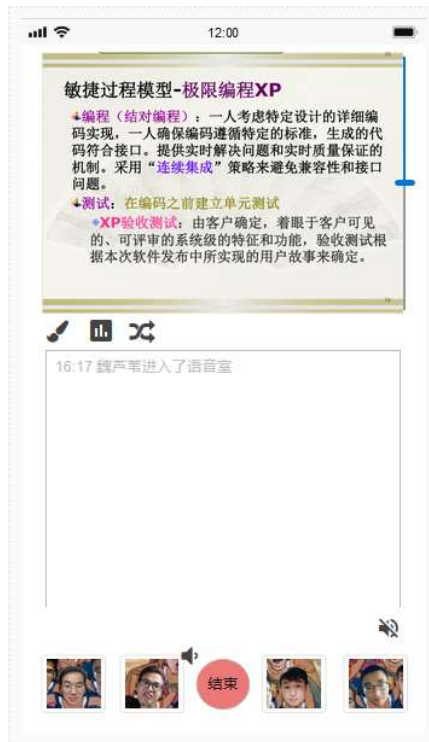 12:00
敏捷过程模型-极限编程XP
编程（结对编程）：一人考虑特定设计的详细编
码实现，一人确保编码遵循特定的标准，生成的代
码符合接口。提供实时解决问题和实时质量保证的
机制。采用“连续集成”策略来避免兼容性和接口
问题。
测试：在编码之前建立单元测试
XP验收测试：由客户确定，着眼于客户可见
的、可评审的系统级的特征和功能，验收测试根
据本次软件发布中所实现的用户故事来确定。
16:17 魏芦苇进入了语音室
结束